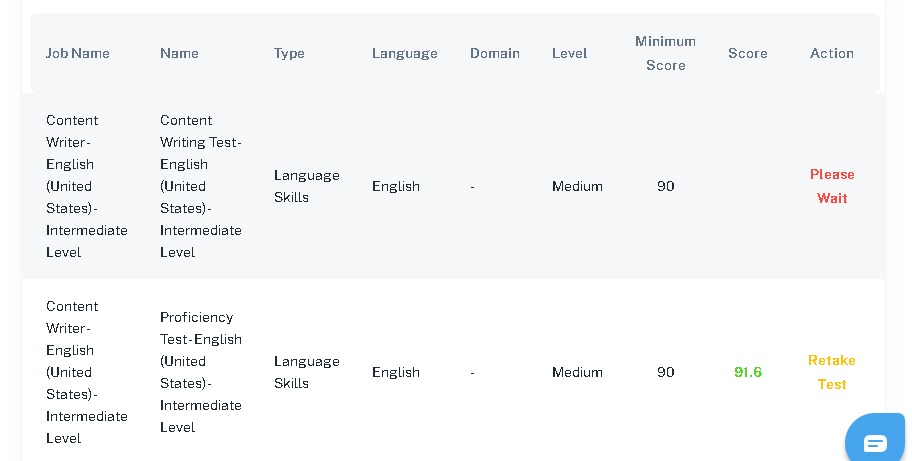 Job Name
Name
Type
Language
Domain
Level
Minimum
Score
Score
Action
Content
Writer-
English
(United
States)-
Intermediate
Level
Content
Writing Test-
English
(United
States)-
Intermediate
Level
Language
Skills
English
-
Medium
90
Please
Wait
Content
Writer-
English
(United
States)-
Intermediate
Level
Proficiency
Test-English
(United
States)-
Intermediate
Level
Language
Skills
English
-
Medium
90
91.6
Retake
Test